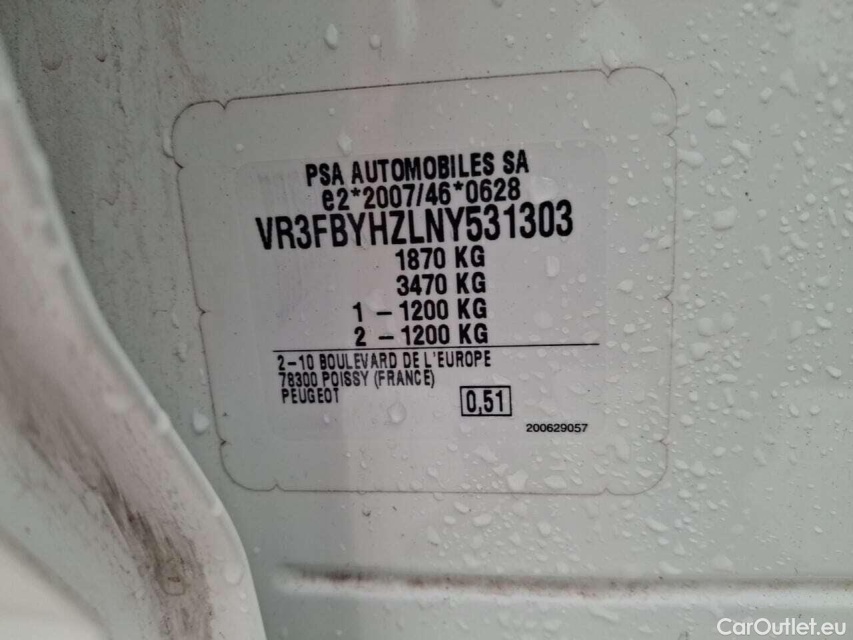 PSA AUTOMOBILES SA
e2*2007/46*0628
VR3FBYHZLNY531303
1870 KG
3470 KG
1 – 1200 KG
2 – 1200 KG
2–10 BOULEVARD DE L'EUROPE
78300 POISSY (FRANCE)
PEUGEOT
0,51
200629057
CarOutlet.eu